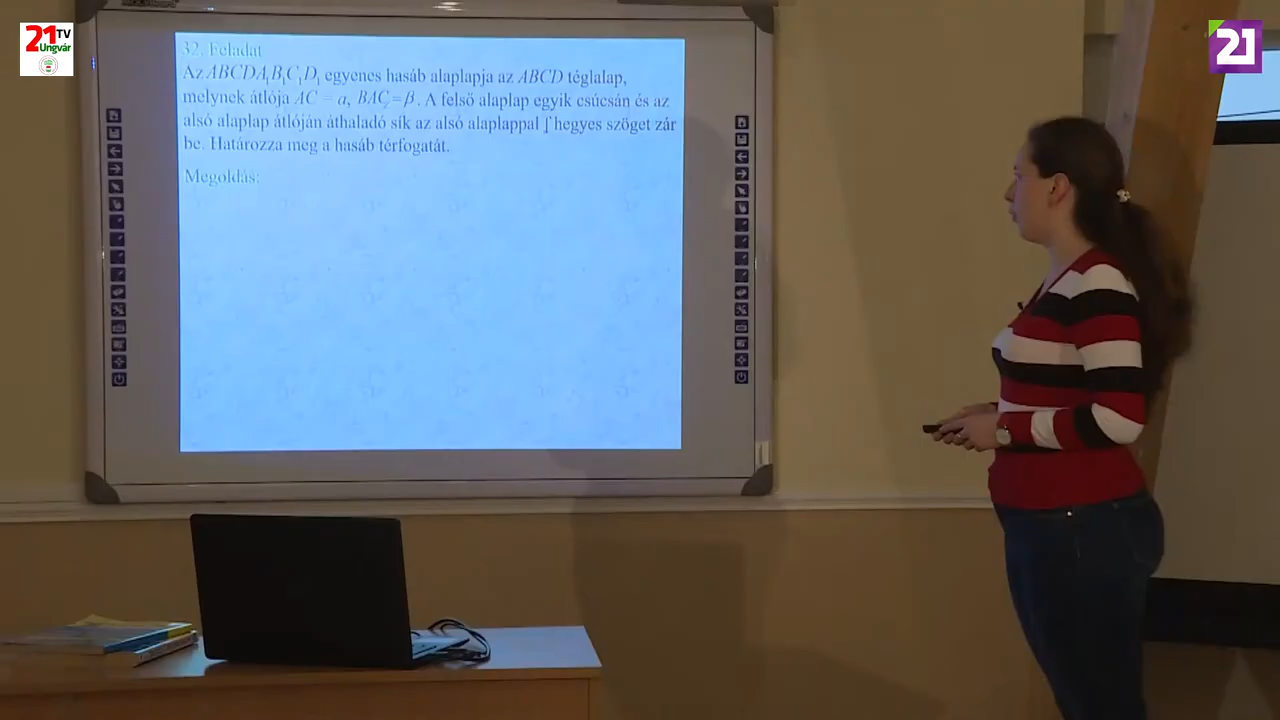 21 TV
Ungvár
21
32. Feladat
Az ABCDA₁B₁C₁D₁ egyenes hasáb alaplapja az ABCD téglalap,
melynek átlója AC = a, BAC∠=β. A felső alaplap egyik csúcsán és az
alsó alaplap átlóján áthaladó sík az alsó alaplappal ʃ hegyes szöget zár
be. Határozza meg a hasáb térfogatát.
Megoldás: